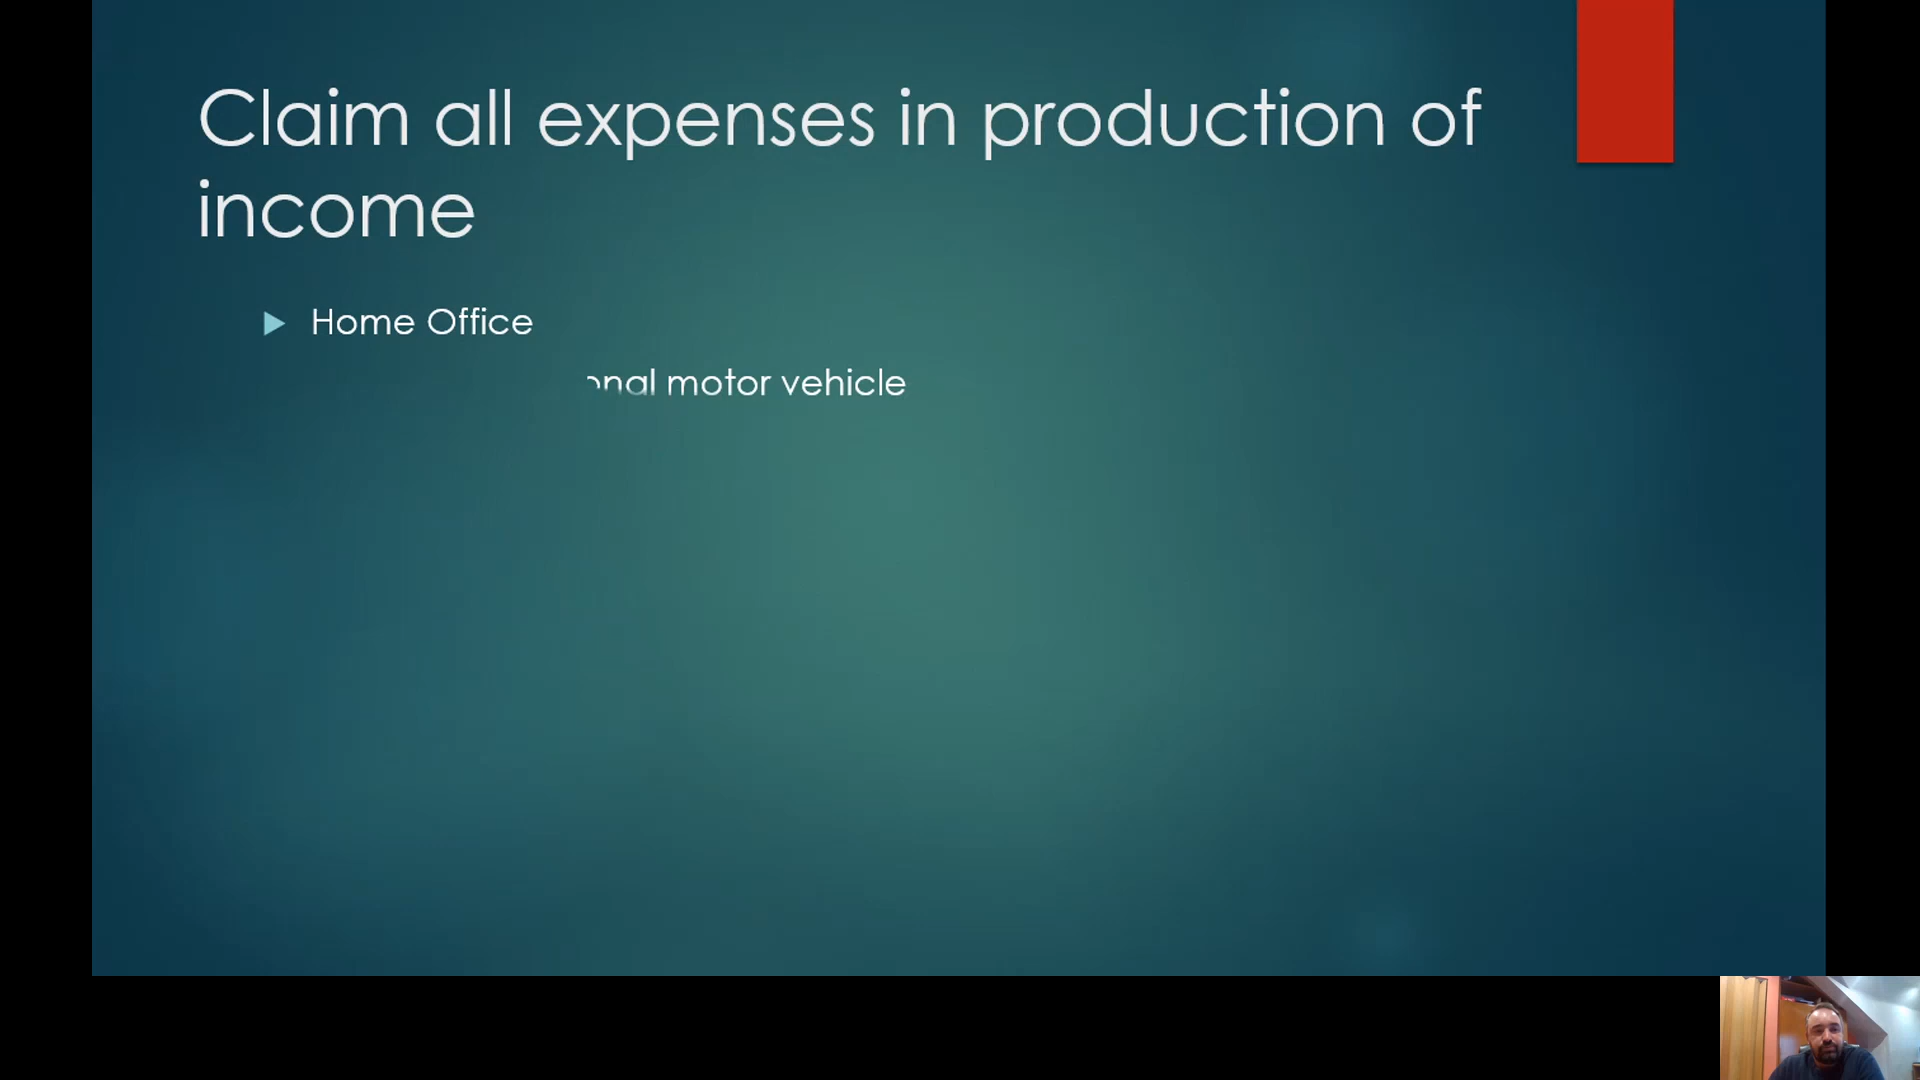 Claim all expenses in production of
income
Home Office
motor vehicle